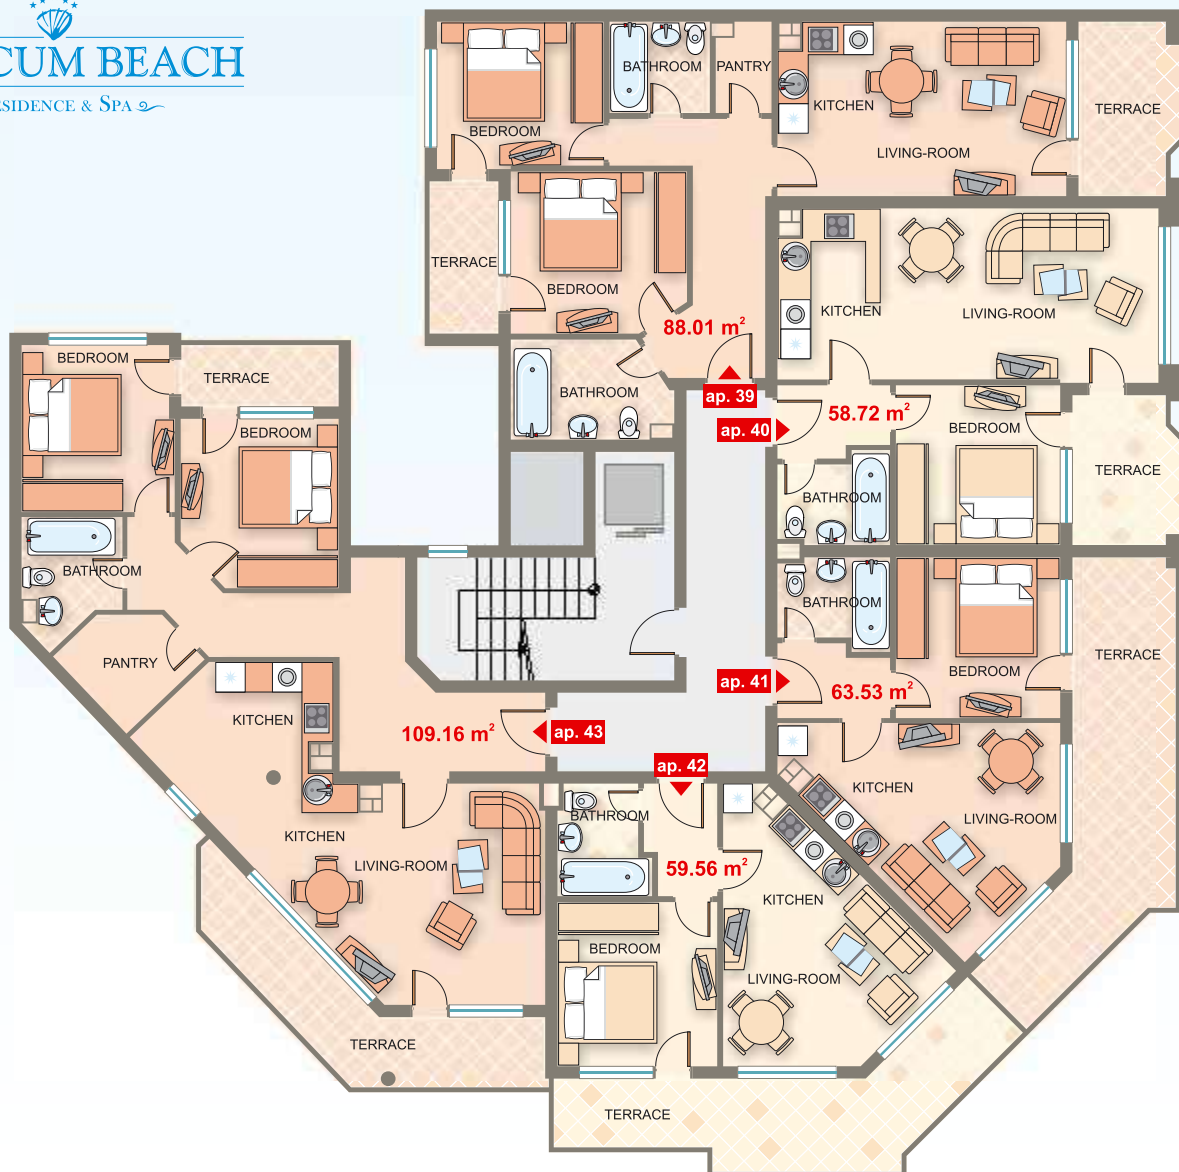 CUM BEACH
ESIDENCE & SPA
BEDROOM
BATHROOM
PANTRY
KITCHEN
LIVING-ROOM
TERRACE
TERRACE
BEDROOM
88.01 m²
BATHROOM
ap. 39
KITCHEN
LIVING-ROOM
ap. 40
58.72 m²
BEDROOM
TERRACE
BATHROOM
BEDROOM
TERRACE
BEDROOM
BATHROOM
PANTRY
BATHROOM
BEDROOM
TERRACE
ap. 41
63.53 m²
KITCHEN
LIVING-ROOM
KITCHEN
109.16 m²
ap. 43
KITCHEN
LIVING-ROOM
TERRACE
ap. 42
BATHROOM
59.56 m²
KITCHEN
BEDROOM
LIVING-ROOM
TERRACE